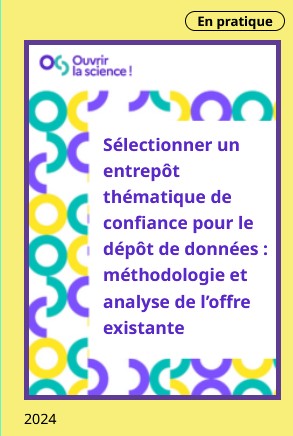 En pratique
Ouvrir
la science !
Sélectionner un
entrepôt
thématique de
confiance pour le
dépôt de données :
méthodologie et
analyse de l’offre
existante
2024